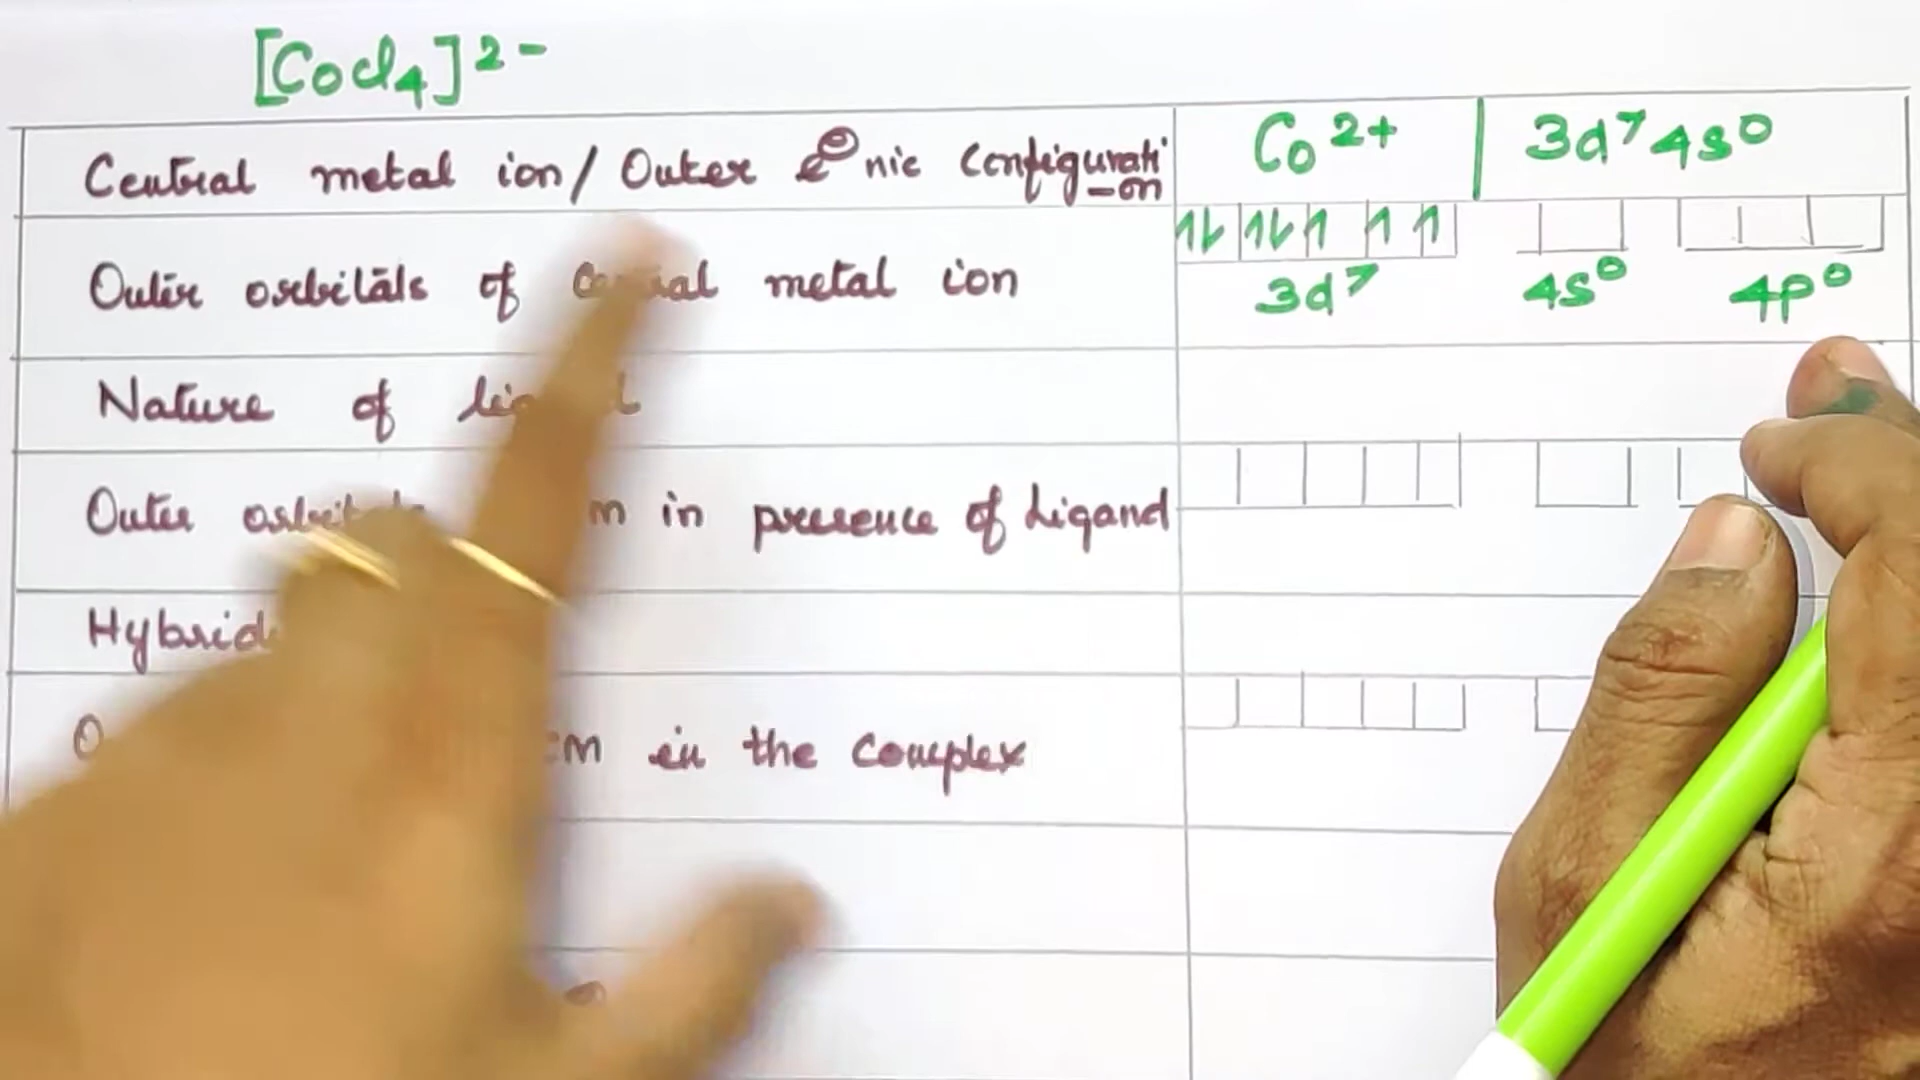 [CoCl4]2-
Central metal ion/ Outer e⊖nic Configurati-on
Co2+ | 3d7 4s0
Outer orbitals of central metal ion
3d7 4s0 4p0
Nature of
Outer in presence of Ligand
in the complex